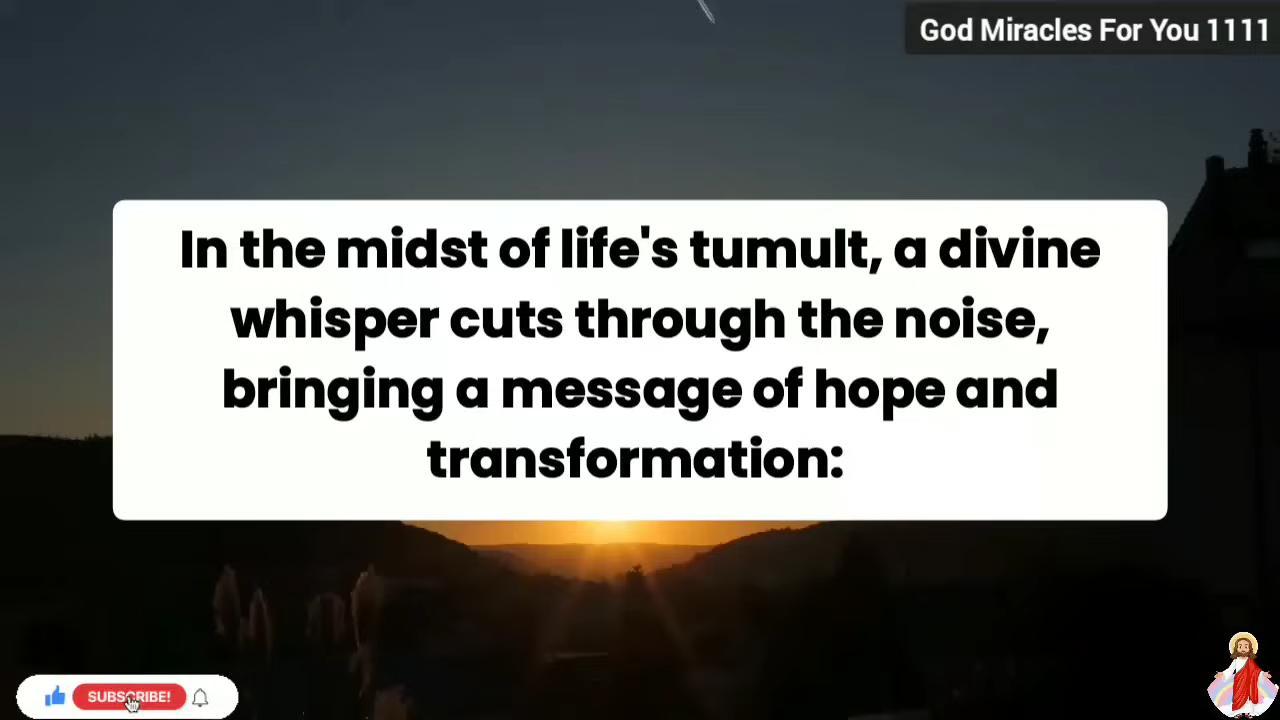 God Miracles For You 1111
In the midst of life's tumult, a divine
whisper cuts through the noise,
bringing a message of hope and
transformation:
SUBSCRIBE!